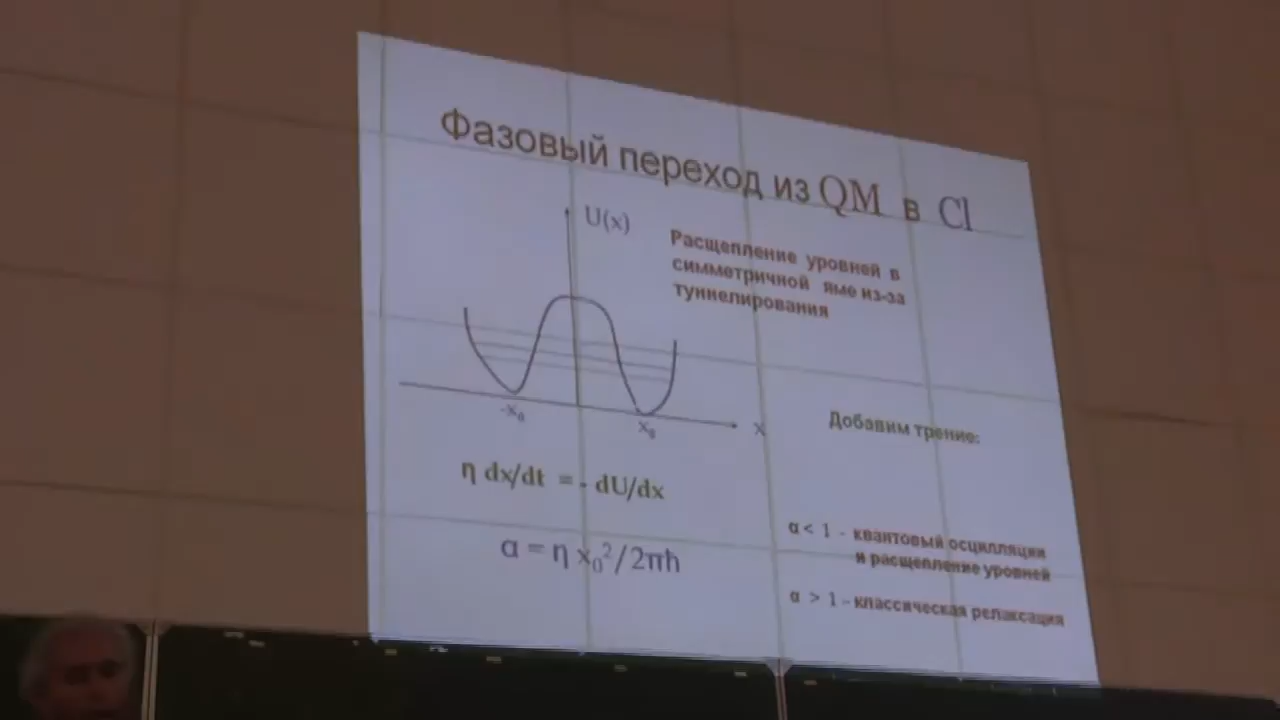 Фазовый переход из QM в Cl
U(x)
Расщепление уровней в
симметричной яме из-за
туннелирования
-x₀
x₀
x
Добавим трение:
η dx/dt = - dU/dx
α = η x₀²/2πħ
α < 1 - квантовый осцилляции
и расщепление уровней
α > 1 - классическая релаксация